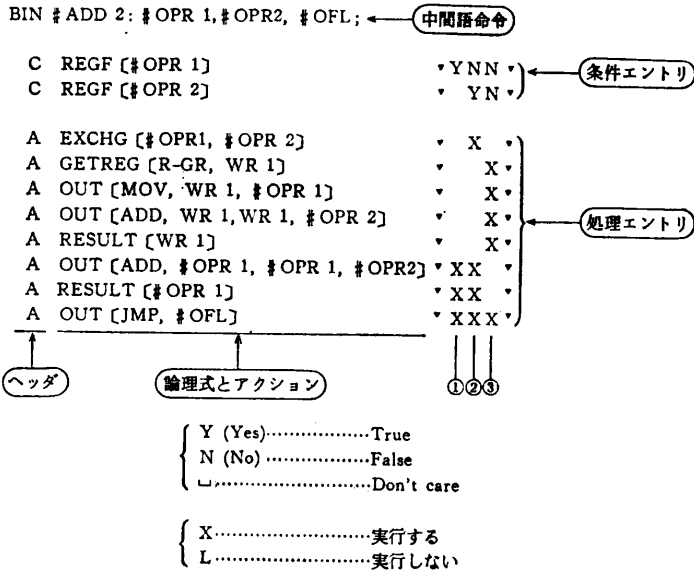 BIN #ADD 2: #OPR 1, #OPR2, #OFL; 中間語命令
C REGF [#OPR 1] ▾YNN▾ 条件エントリ
C REGF [#OPR 2] ▾ YN▾
A EXCHG [#OPR1, #OPR 2] ▾ X ▾
A GETREG [R-GR, WR 1] ▾ X▾
A OUT [MOV, WR 1, #OPR 1] ▾ X▾
A OUT [ADD, WR 1, WR 1, #OPR 2] ▾ X▾ 処理エントリ
A RESULT [WR 1] ▾ X▾
A OUT [ADD, #OPR 1, #OPR 1, #OPR2] ▾XX ▾
A RESULT [#OPR 1] ▾XX ▾
A OUT [JMP, #OFL] ▾XXX▾
ヘッダ 論理式とアクション ①②③
Y (Yes)..................True
N (No)..................False
␣..................Don't care
X..................実行する
L..................実行しない